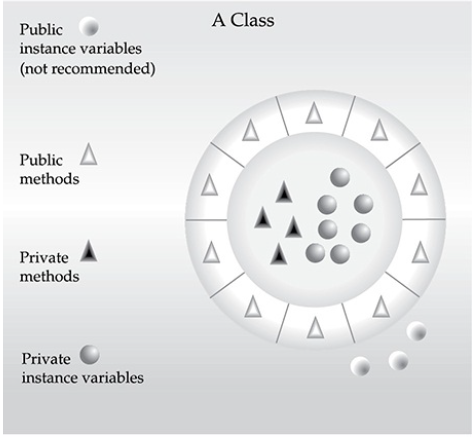 A Class
Public
instance variables
(not recommended)
Public
methods
Private
methods
Private
instance variables